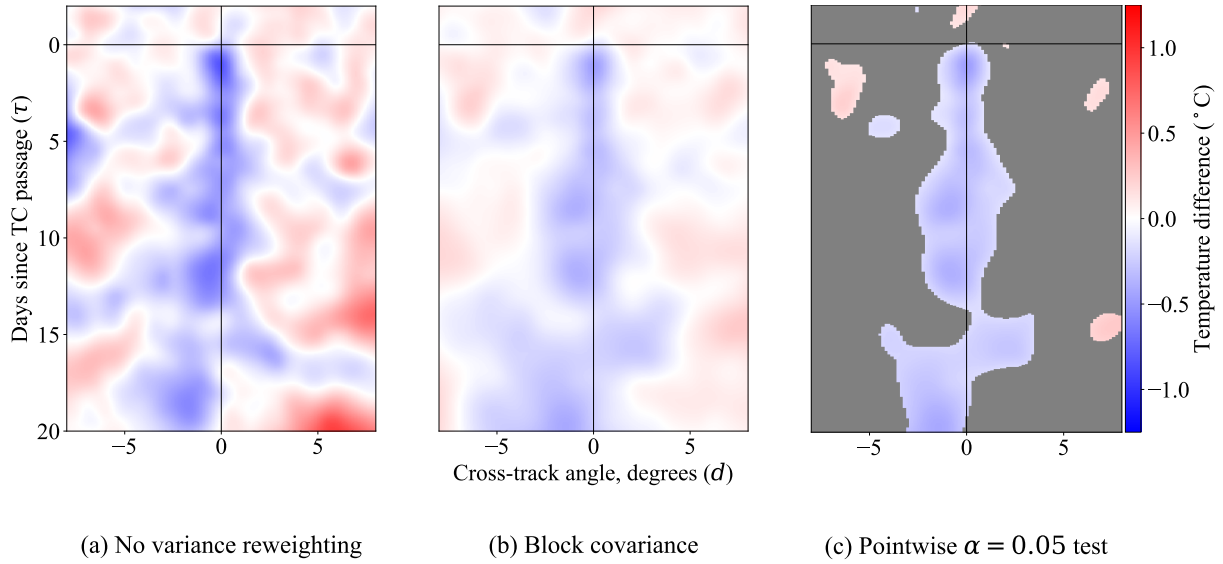 0
5
10
15
20
Days since TC passage (τ)
−5 0 5
−5 0 5
−5 0 5
Cross-track angle, degrees (d)
1.0
0.5
0.0
−0.5
−1.0
Temperature difference (˚C)
(a) No variance reweighting
(b) Block covariance
(c) Pointwise α = 0.05 test